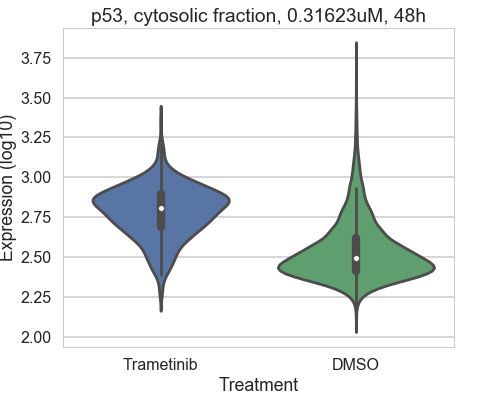 p53, cytosolic fraction, 0.31623uM, 48h
Expression (log10)
3.75
3.50
3.25
3.00
2.75
2.50
2.25
2.00
Trametinib
DMSO
Treatment